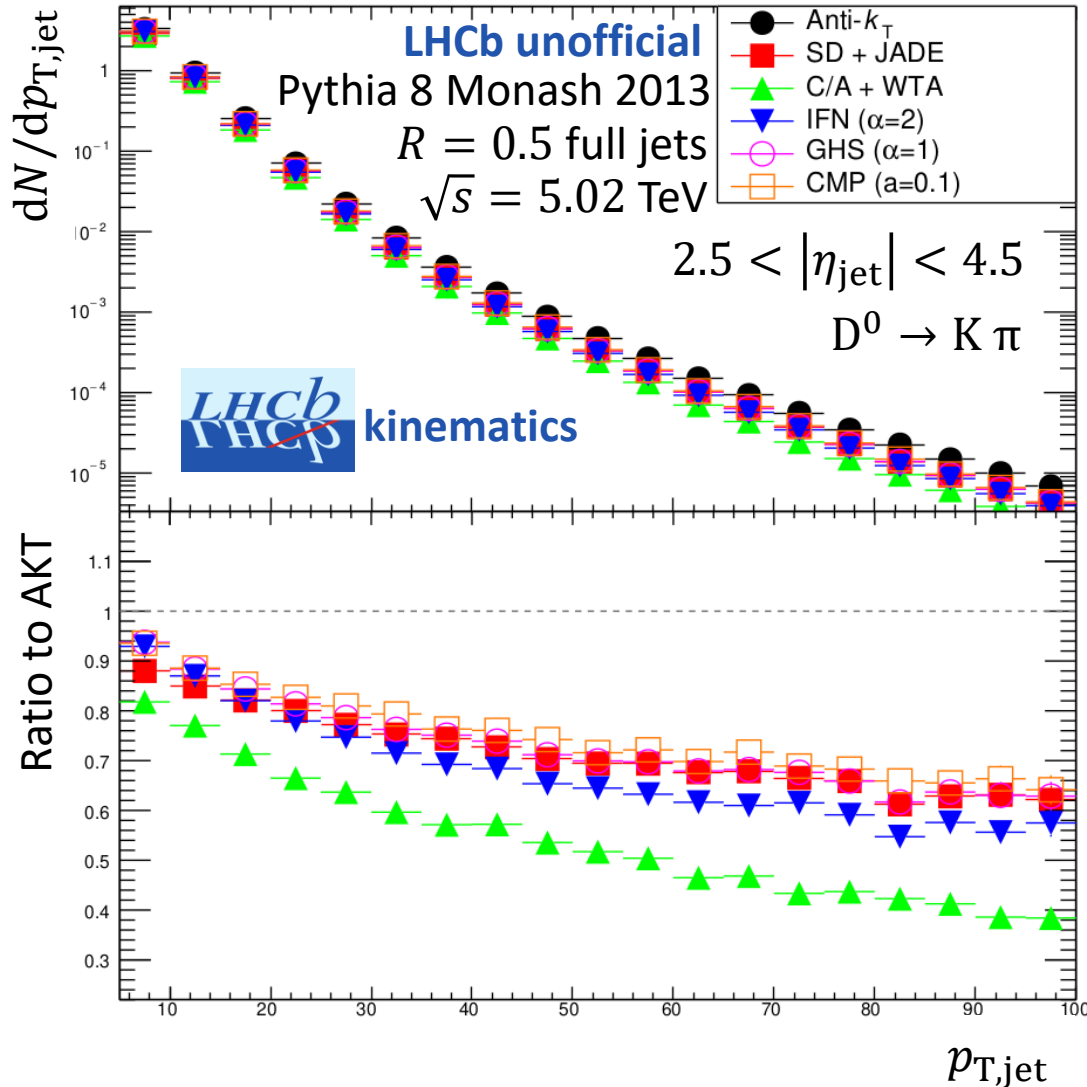 dN/dp_T,jet
1
10⁻¹
10⁻²
10⁻³
10⁻⁴
10⁻⁵
LHCb unofficial
Pythia 8 Monash 2013
R = 0.5 full jets
√s = 5.02 TeV
Anti-k_T
SD + JADE
C/A + WTA
IFN (α=2)
GHS (α=1)
CMP (a=0.1)
2.5 < |η_jet| < 4.5
D⁰ → K π
LHCb
LHCb
kinematics
Ratio to AKT
1.1
1
0.9
0.8
0.7
0.6
0.5
0.4
0.3
10 20 30 40 50 60 70 80 90 100
p_T,jet